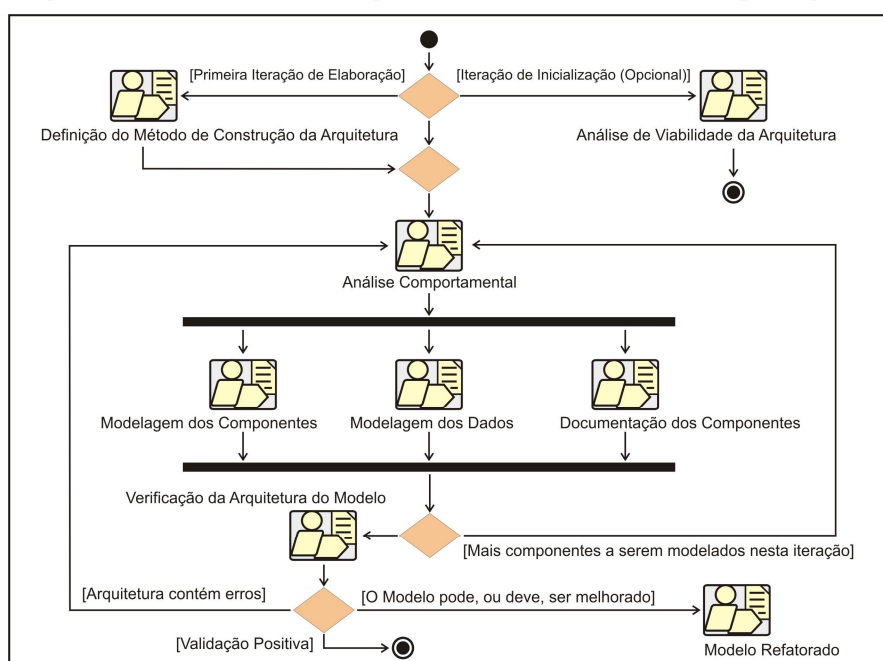 [Primeira Iteração de Elaboração]
[Iteração de Inicialização (Opcional)]
Definição do Método de Construção da Arquitetura
Análise de Viabilidade da Arquitetura
Análise Comportamental
Modelagem dos Componentes
Modelagem dos Dados
Documentação dos Componentes
Verificação da Arquitetura do Modelo
[Mais componentes a serem modelados nesta iteração]
[Arquitetura contém erros]
[O Modelo pode, ou deve, ser melhorado]
[Validação Positiva]
Modelo Refatorado